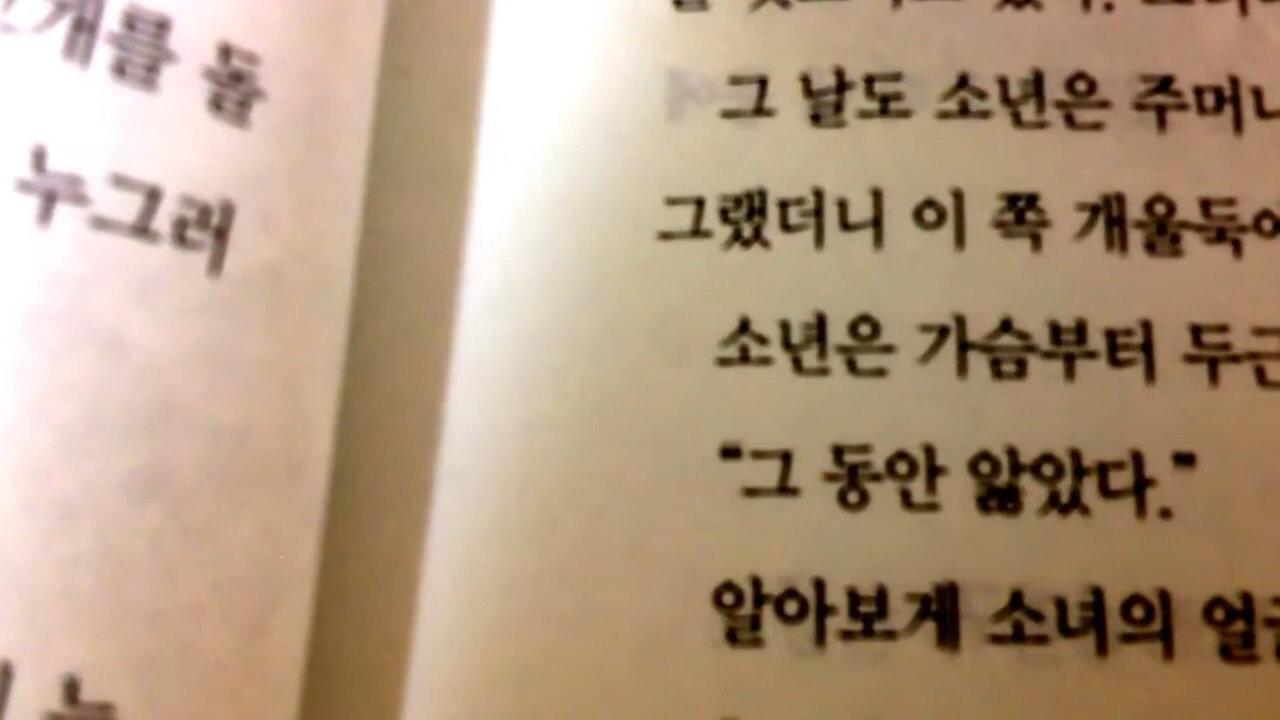 개를 돌
누그러
그 날도 소년은 주머니
그랬더니 이 쪽 개울둑에
소년은 가슴부터 두근
“그 동안 앓았다.”
알아보게 소녀의 얼굴